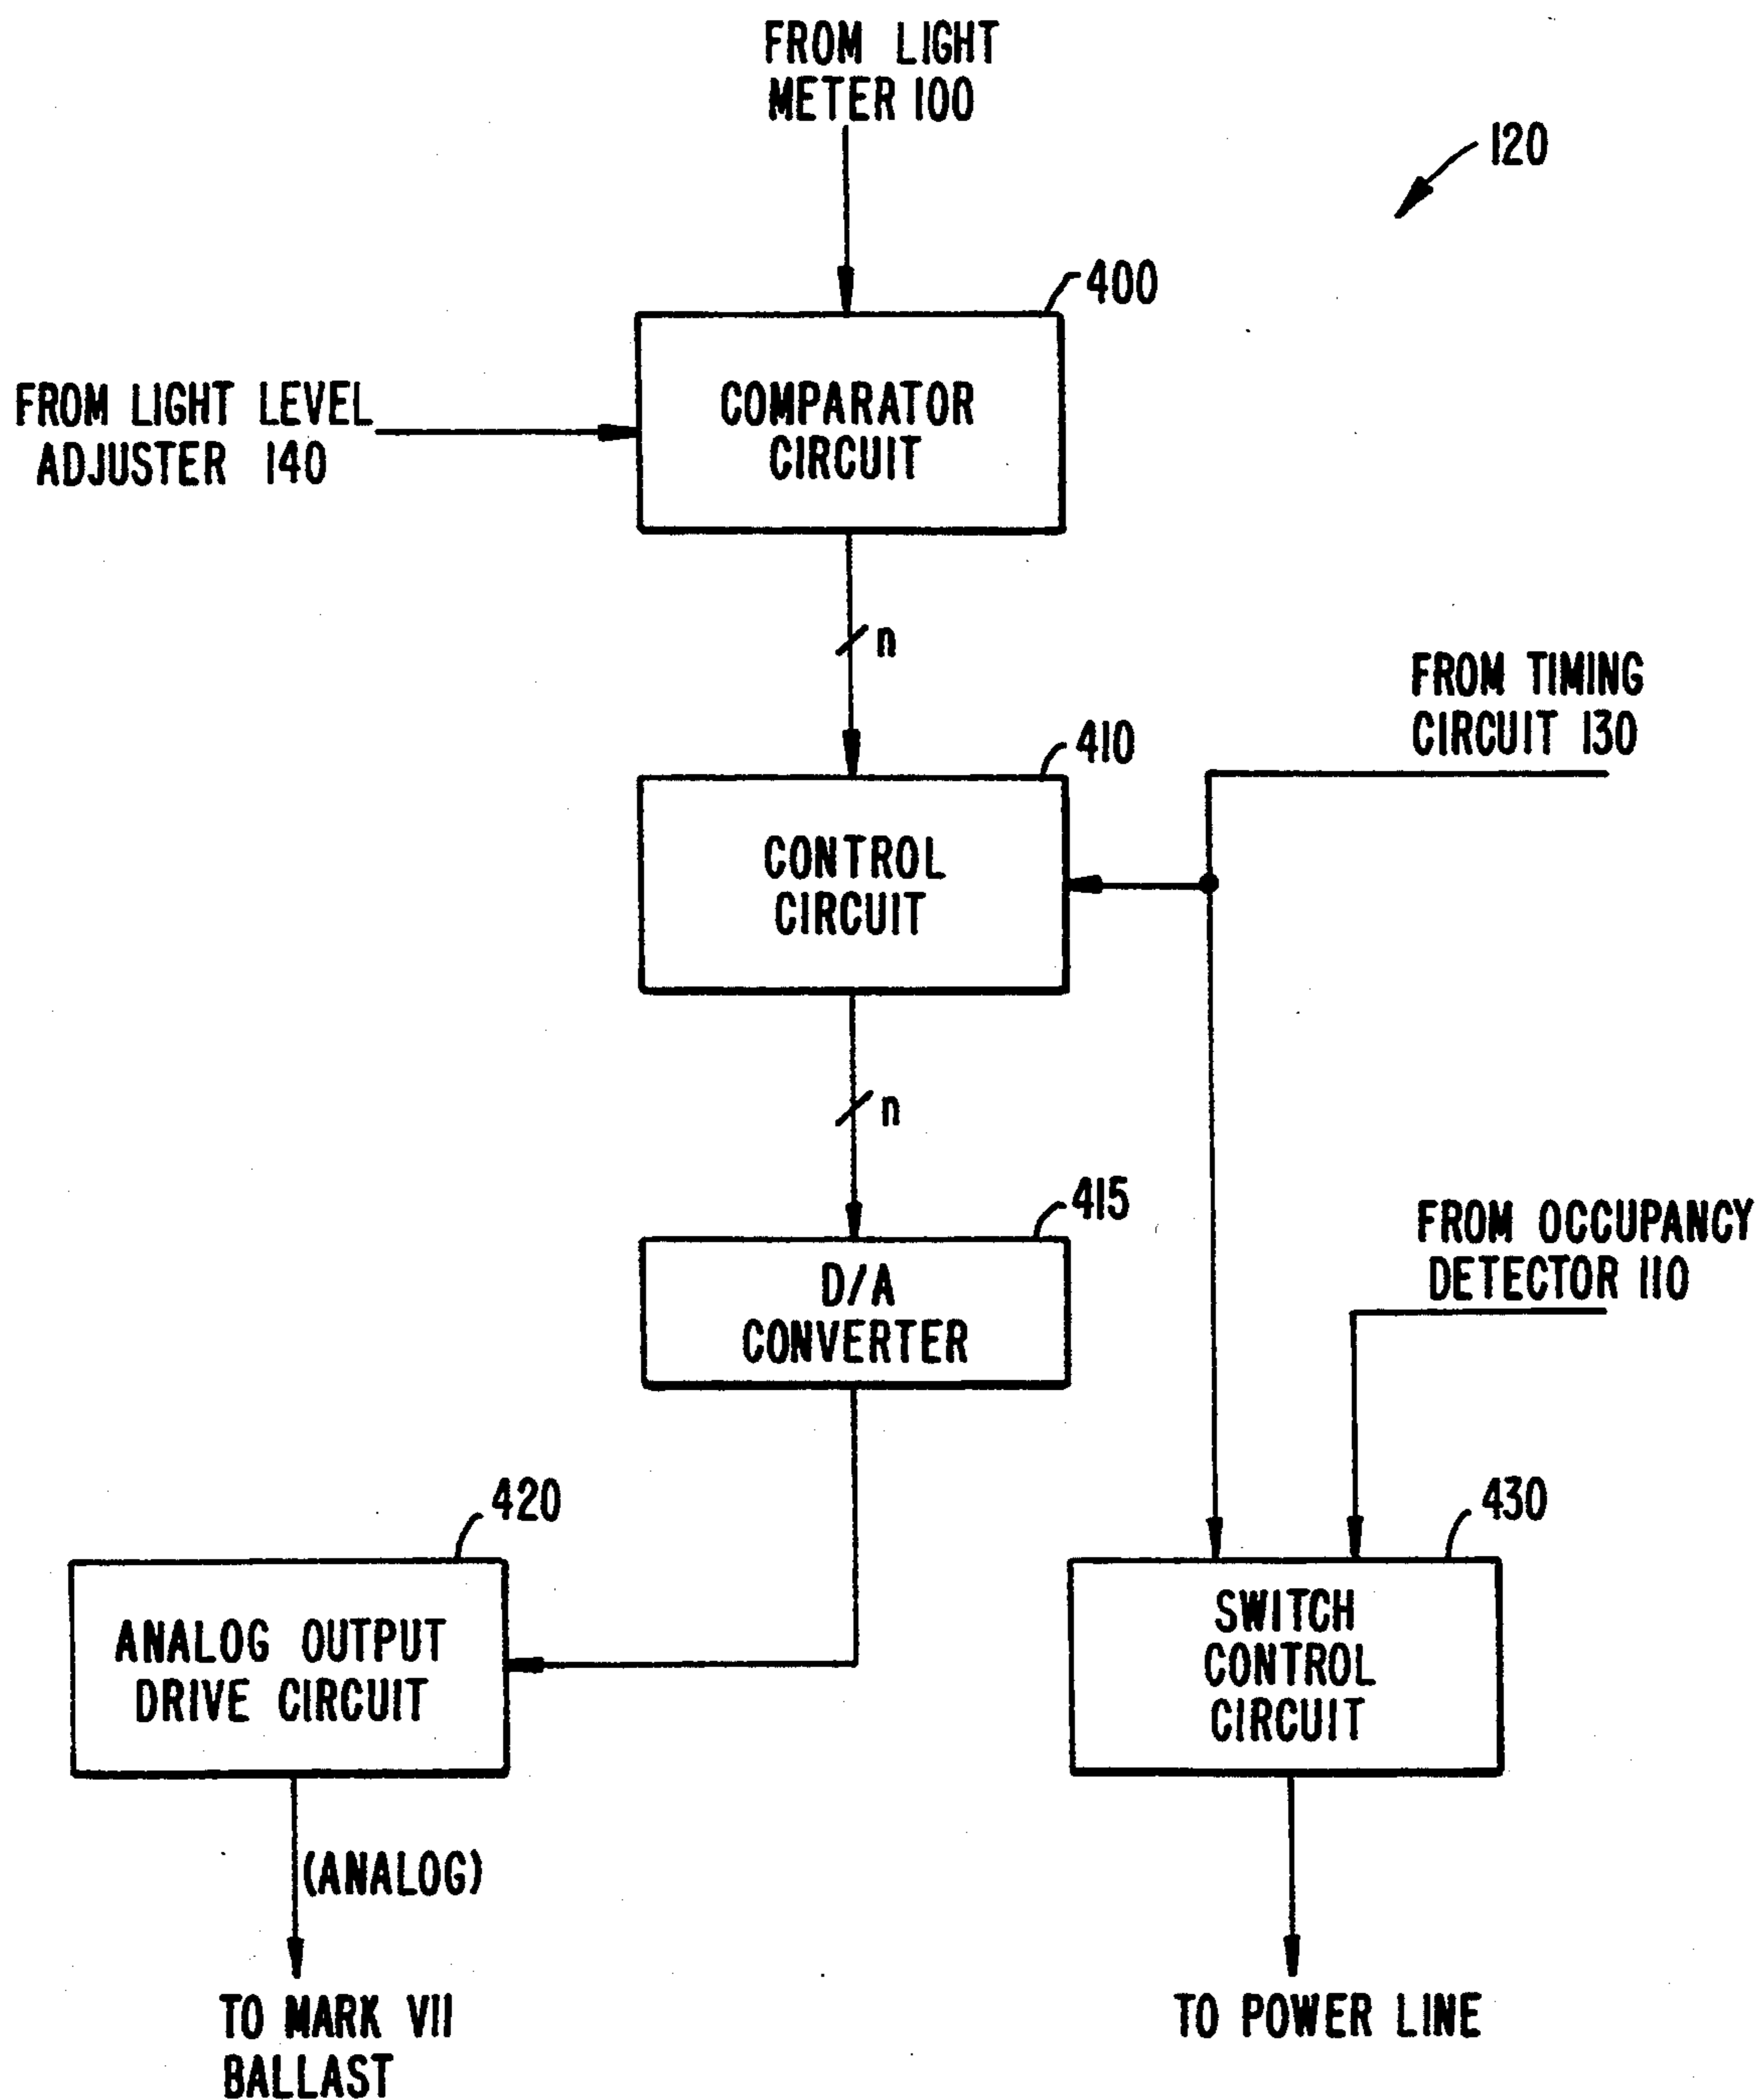 FROM LIGHT
METER 100
120
400
FROM LIGHT LEVEL
ADJUSTER 140
COMPARATOR
CIRCUIT
n
FROM TIMING
CIRCUIT 130
410
CONTROL
CIRCUIT
n
415
FROM OCCUPANCY
DETECTOR 110
D/A
CONVERTER
420
430
ANALOG OUTPUT
DRIVE CIRCUIT
SWITCH
CONTROL
CIRCUIT
(ANALOG)
TO MARK VII
BALLAST
TO POWER LINE